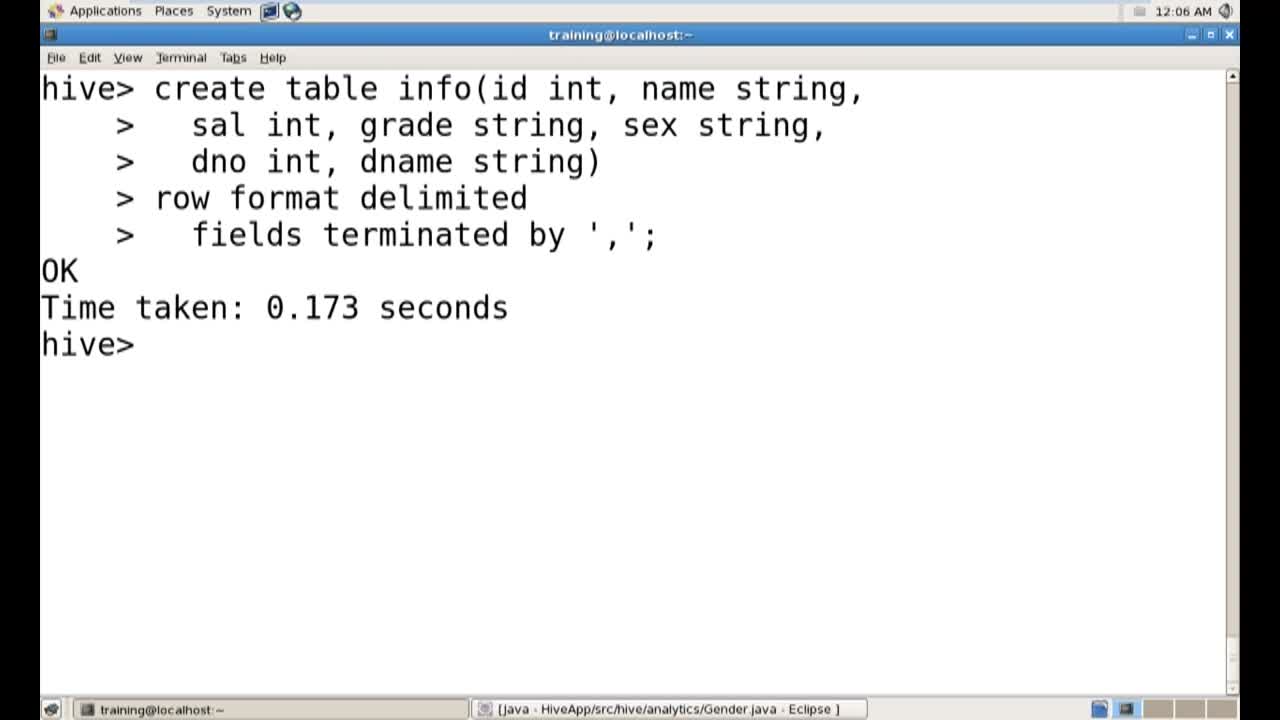 Applications Places System 12:06 AM
training@localhost:~
File Edit View Terminal Tabs Help
hive> create table info(id int, name string,
    >   sal int, grade string, sex string,
    >   dno int, dname string)
    > row format delimited
    >   fields terminated by ',';
OK
Time taken: 0.173 seconds
hive>
training@localhost:~ [Java - HiveApp/src/hive/analytics/Gender.java - Eclipse ]